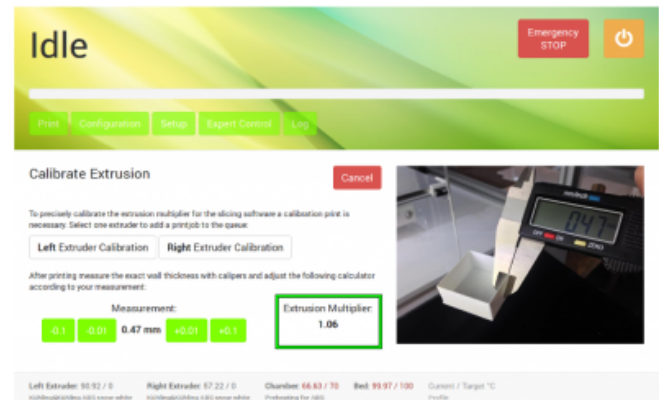 Idle
Emergency
STOP
Print Configuration Setup Expert Control Log
Calibrate Extrusion
Cancel
To precisely calibrate the extrusion multiplier for the slicing software a calibration print is
necessary. Select one extruder to add a printjob to the queue:
Left Extruder Calibration Right Extruder Calibration
After printing measure the exact wall thickness with calipers and adjust the following calculator
according to your measurement:
Measurement:
-0.1 -0.01 0.47 mm +0.01 +0.1
Extrusion Multiplier:
1.06
0.47
OFF ON ZERO
Left Extruder: 90.92 / 0 Right Extruder: 57.22 / 0 Chamber: 66.63 / 70 Bed: 99.97 / 100 Current / Target °C
Preheating for ABS Profile